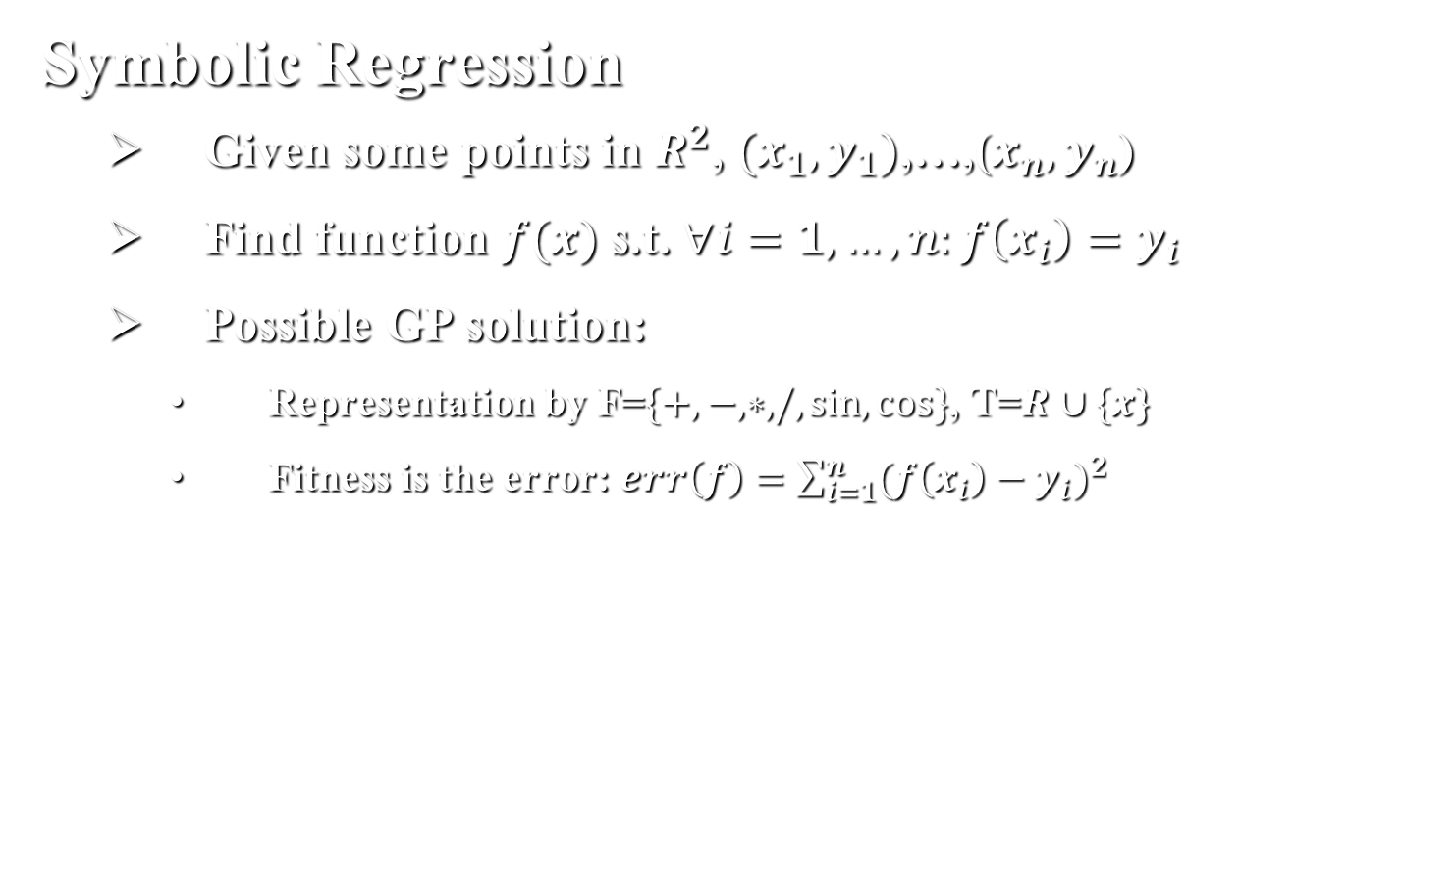 Symbolic Regression
➢ Given some points in $R^2$, $(x_1, y_1)$,…,$(x_n, y_n)$
➢ Find function $f(x)$ s.t. $\forall i = 1, \ldots, n$: $f(x_i) = y_i$
➢ Possible GP solution:
• Representation by F={+, −,∗,/, sin, cos}, T=$R \cup \{x\}$
• Fitness is the error: $err(f) = \sum_{i=1}^{n} (f(x_i) - y_i)^2$